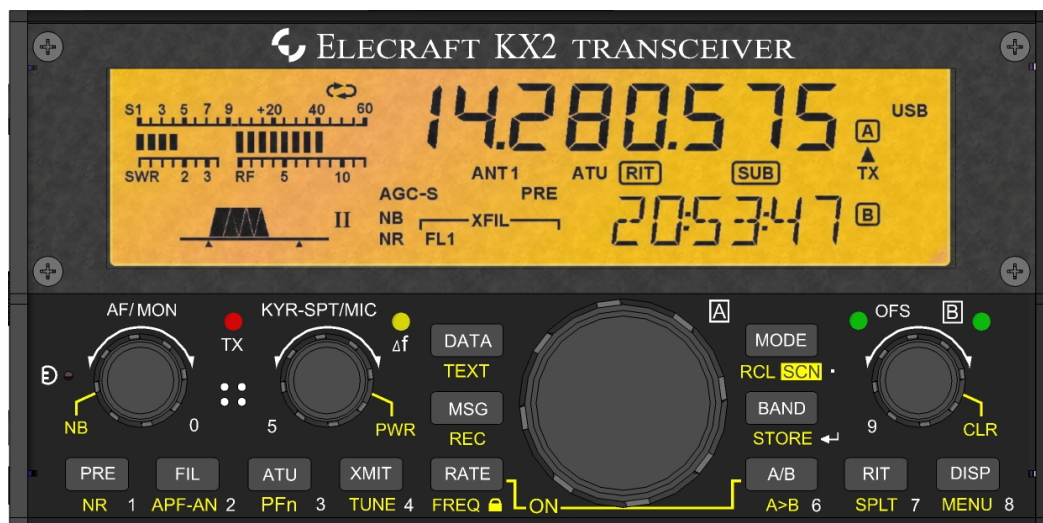 ELECRAFT KX2 TRANSCEIVER
S1 3 5 7 9 +20 40 60
14.280.575 USB
A
SWR 2 3 RF 5 10
ANT 1 ATU RIT SUB TX
AGC-S PRE
NB XFIL 20:53:47 B
NR FL1
II
AF/MON KYR-SPT/MIC A OFS B
TX Δf
DATA MODE
TEXT RCL SCN
MSG BAND
NB 0 5 PWR REC STORE 9 CLR
PRE FIL ATU XMIT RATE A/B RIT DISP
NR 1 APF-AN 2 PFn 3 TUNE 4 FREQ ON A>B 6 SPLT 7 MENU 8